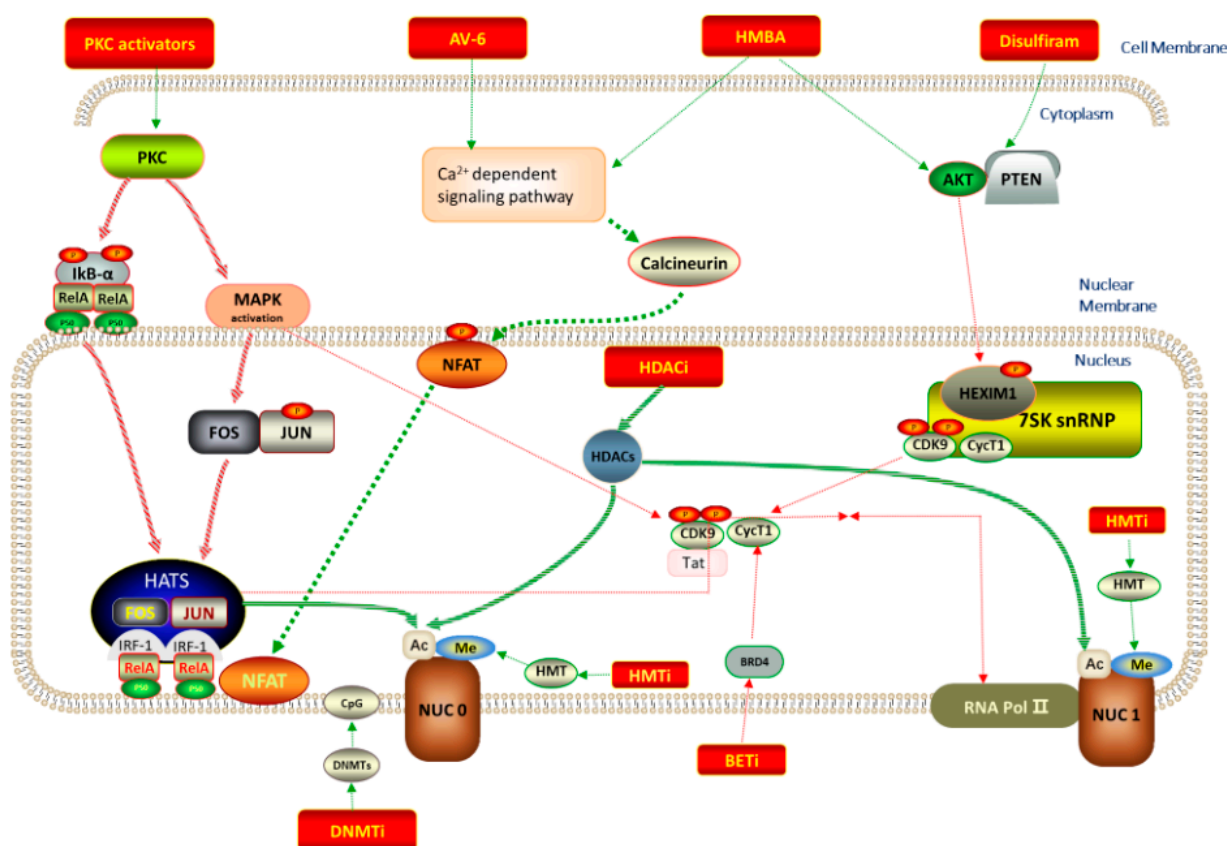 PKC activators
AV-6
HMBA
Disulfiram
Cell Membrane
Cytoplasm
PKC
Ca²⁺ dependent
signaling pathway
AKT
PTEN
P
P
IkB-α
RelA
RelA
P50
P50
MAPK
activation
Calcineurin
Nuclear
Membrane
Nucleus
P
NFAT
HDACi
P
HEXIM1
7SK snRNP
P
P
CDK9
CycT1
P
FOS
JUN
HDACs
P
P
CDK9
CycT1
Tat
HMTi
HMT
HATS
FOS
JUN
IRF-1
IRF-1
RelA
RelA
P50
P50
NFAT
Ac
Me
HMT
HMTi
BRD4
Ac
Me
CpG
NUC 0
RNA Pol II
NUC 1
DNMTs
BETi
DNMTi